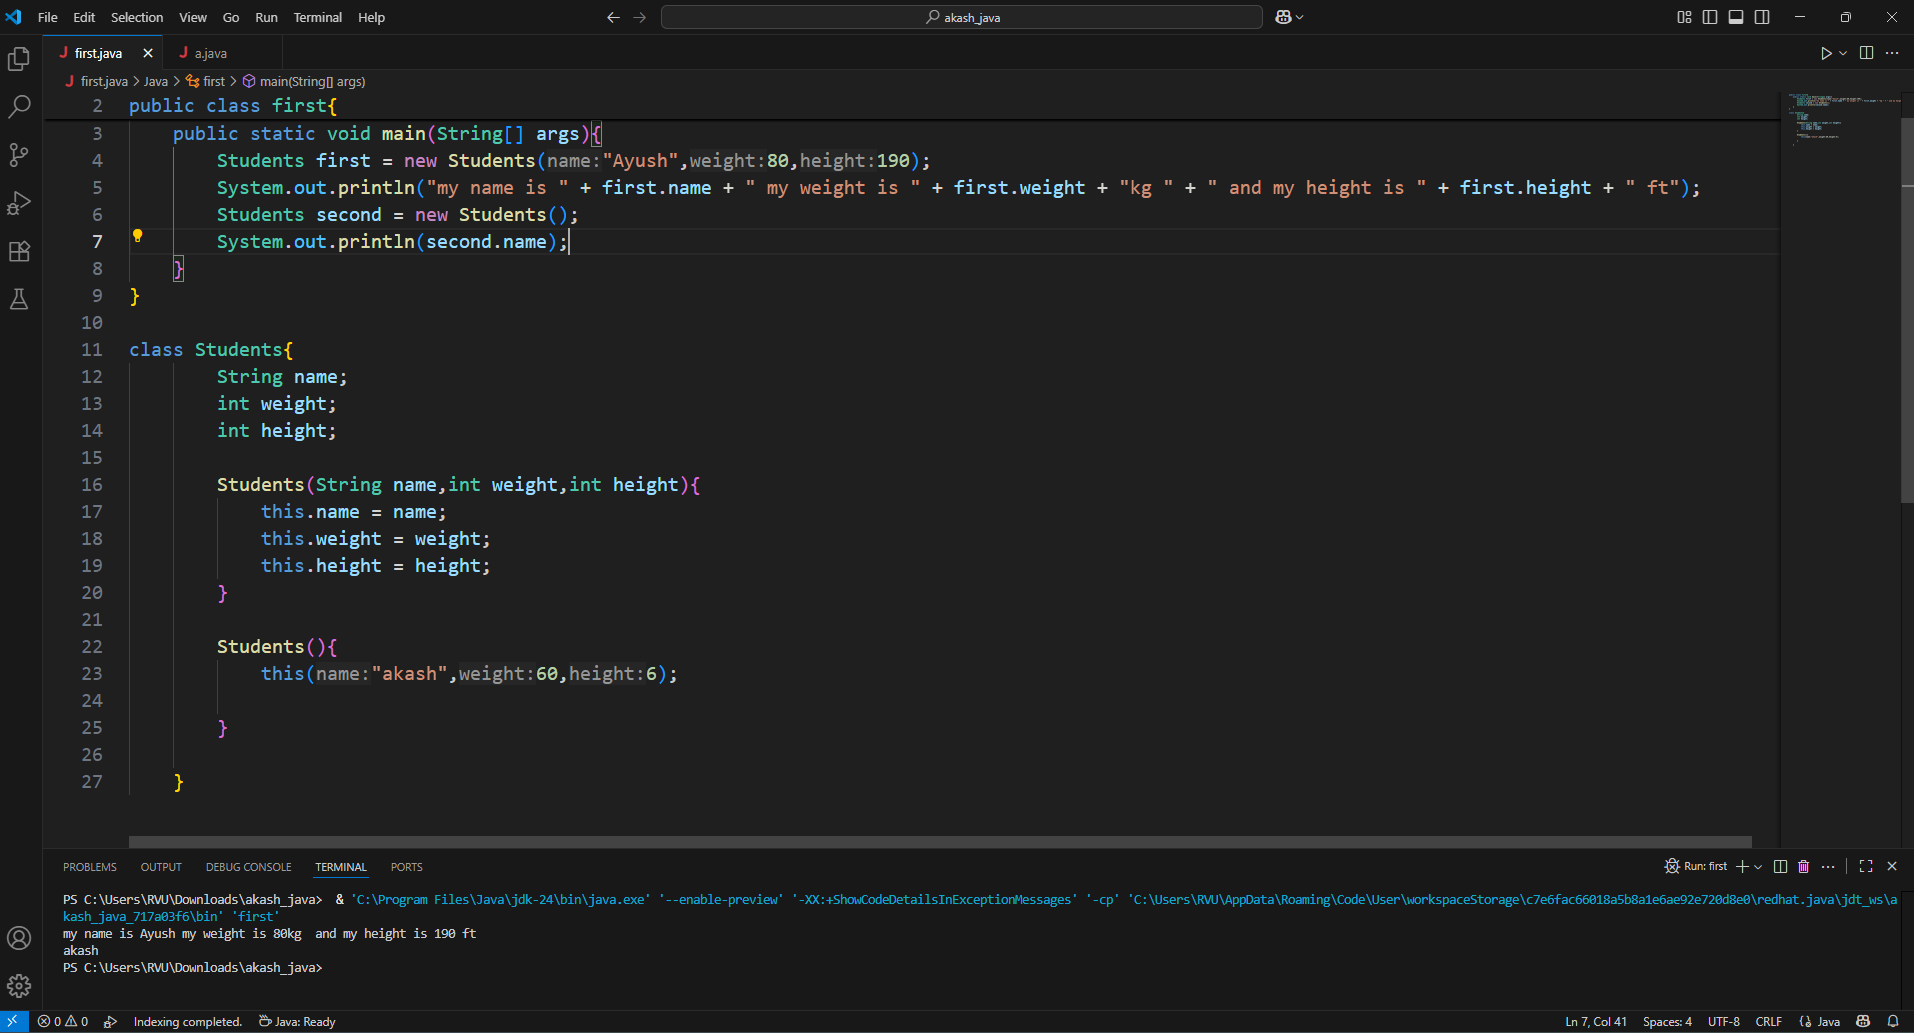 File Edit Selection View Go Run Terminal Help
akash_java
first.java
a.java
first.java > Java > first > main(String[] args)
2 public class first{
3 public static void main(String[] args){
4 Students first = new Students(name:"Ayush",weight:80,height:190);
5 System.out.println("my name is " + first.name + " my weight is " + first.weight + "kg " + " and my height is " + first.height + " ft");
6 Students second = new Students();
7 System.out.println(second.name);
8 }
9 }
10
11 class Students{
12 String name;
13 int weight;
14 int height;
15
16 Students(String name,int weight,int height){
17 this.name = name;
18 this.weight = weight;
19 this.height = height;
20 }
21
22 Students(){
23 this(name:"akash",weight:60,height:6);
24
25 }
26
27 }
PROBLEMS OUTPUT DEBUG CONSOLE TERMINAL PORTS
Run: first
PS C:\Users\RVU\Downloads\akash_java> & 'C:\Program Files\Java\jdk-24\bin\java.exe' '--enable-preview' '-XX:+ShowCodeDetailsInExceptionMessages' '-cp' 'C:\Users\RVU\AppData\Roaming\Code\User\workspaceStorage\c7e6fac66018a5b8a1e6ae92e720d8e0\redhat.java\jdt_ws\a
kash_java_717a03f6\bin' 'first'
my name is Ayush my weight is 80kg  and my height is 190 ft
akash
PS C:\Users\RVU\Downloads\akash_java>
0 0 Indexing completed. Java: Ready Ln 7, Col 41 Spaces: 4 UTF-8 CRLF {} Java